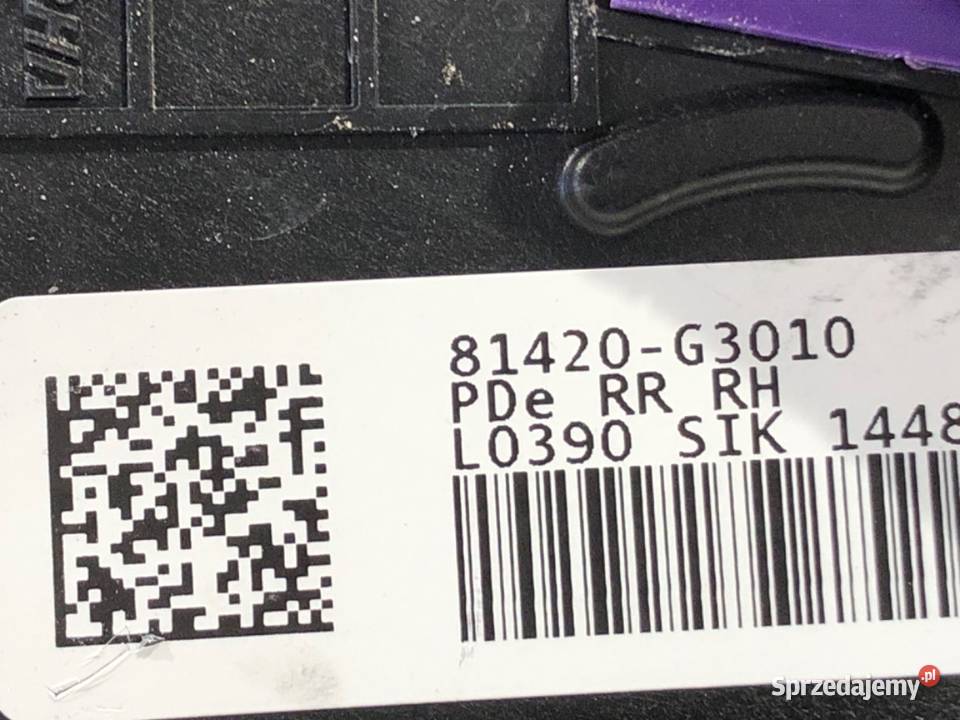 81420-G3010
PDe RR RH
L0390 SIK 1448
Sprzedajemy.pl